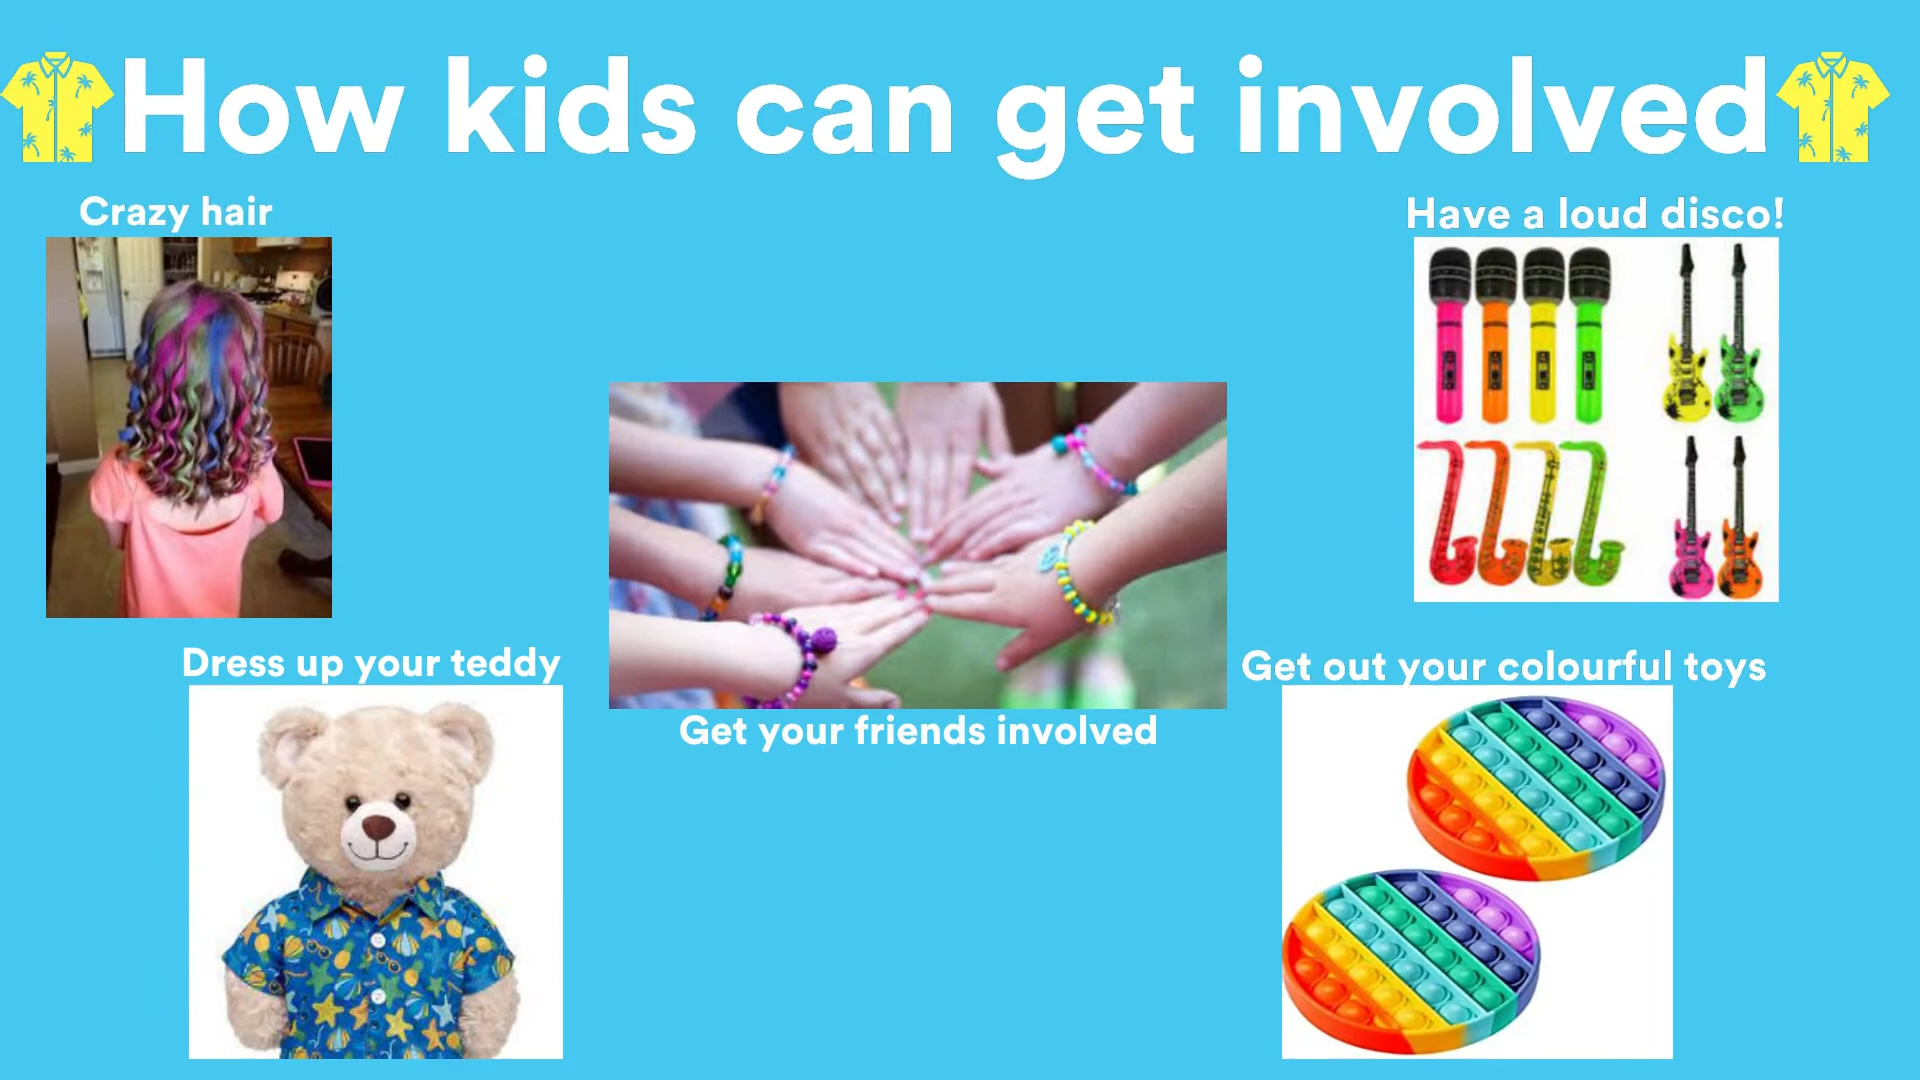 How kids can get involved
Crazy hair
Have a loud disco!
Dress up your teddy
Get your friends involved
Get out your colourful toys